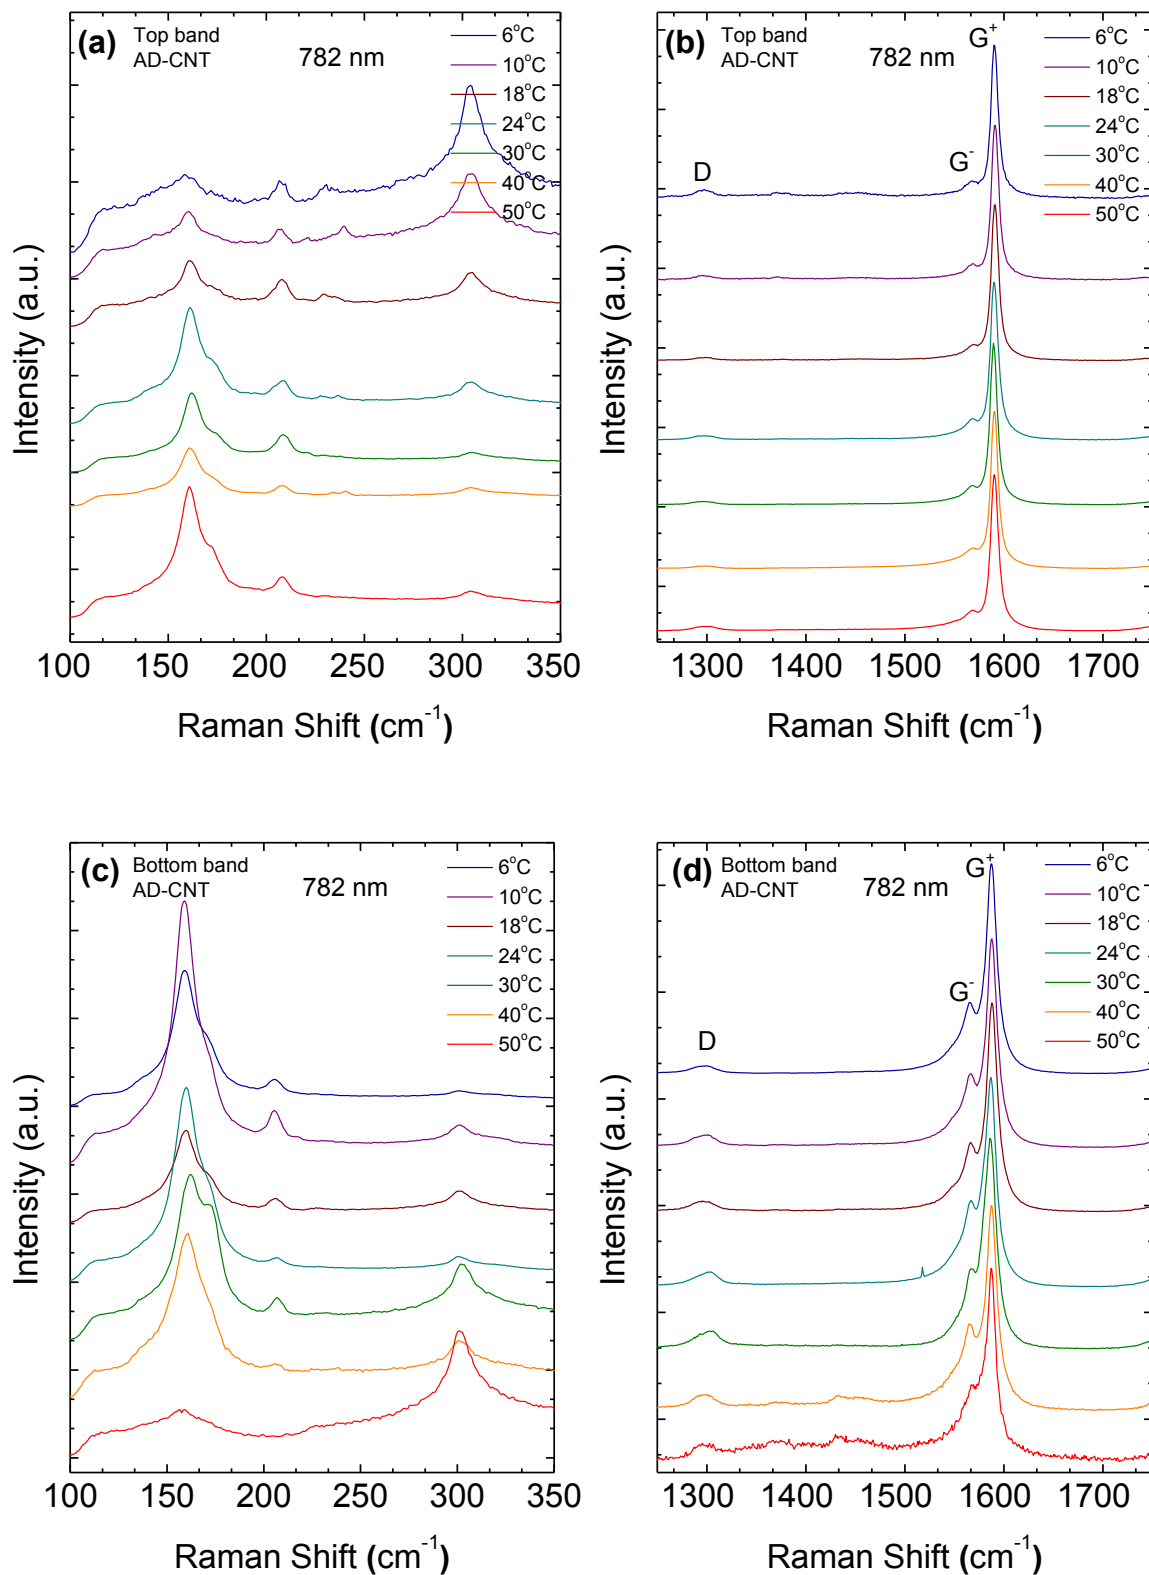 (a) Top band
AD-CNT
782 nm
6°C
10°C
18°C
24°C
30°C
40°C
50°C
Intensity (a.u.)
100 150 200 250 300 350
Raman Shift (cm⁻¹)
(b) Top band
AD-CNT
782 nm
G⁺
G⁻
D
6°C
10°C
18°C
24°C
30°C
40°C
50°C
Intensity (a.u.)
1300 1400 1500 1600 1700
Raman Shift (cm⁻¹)
(c) Bottom band
AD-CNT
782 nm
6°C
10°C
18°C
24°C
30°C
40°C
50°C
Intensity (a.u.)
100 150 200 250 300 350
Raman Shift (cm⁻¹)
(d) Bottom band
AD-CNT
782 nm
G⁺
G⁻
D
6°C
10°C
18°C
24°C
30°C
40°C
50°C
Intensity (a.u.)
1300 1400 1500 1600 1700
Raman Shift (cm⁻¹)